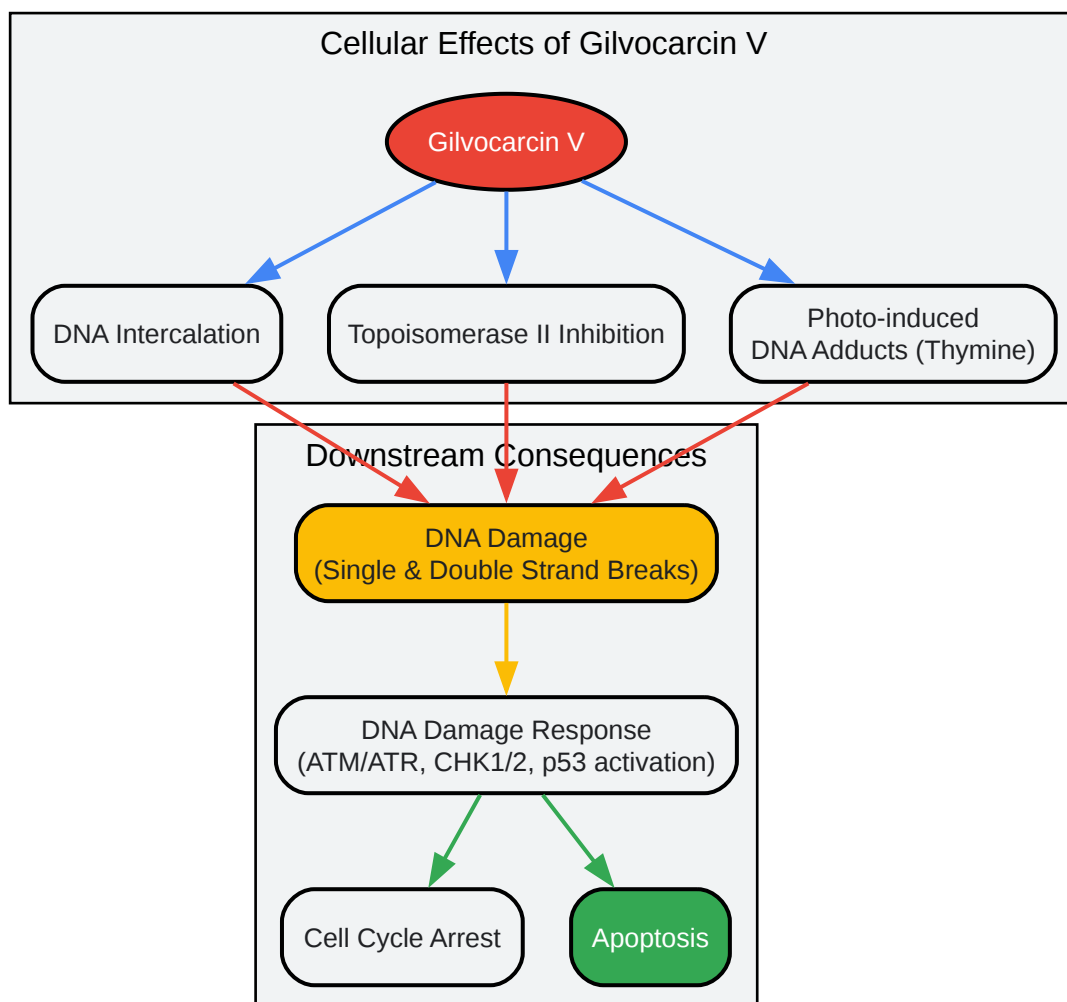 Cellular Effects of Gilvocarcin V
Gilvocarcin V
DNA Intercalation
Topoisomerase II Inhibition
Photo-induced
DNA Adducts (Thymine)
Downstream Consequences
DNA Damage
(Single & Double Strand Breaks)
DNA Damage Response
(ATM/ATR, CHK1/2, p53 activation)
Cell Cycle Arrest
Apoptosis